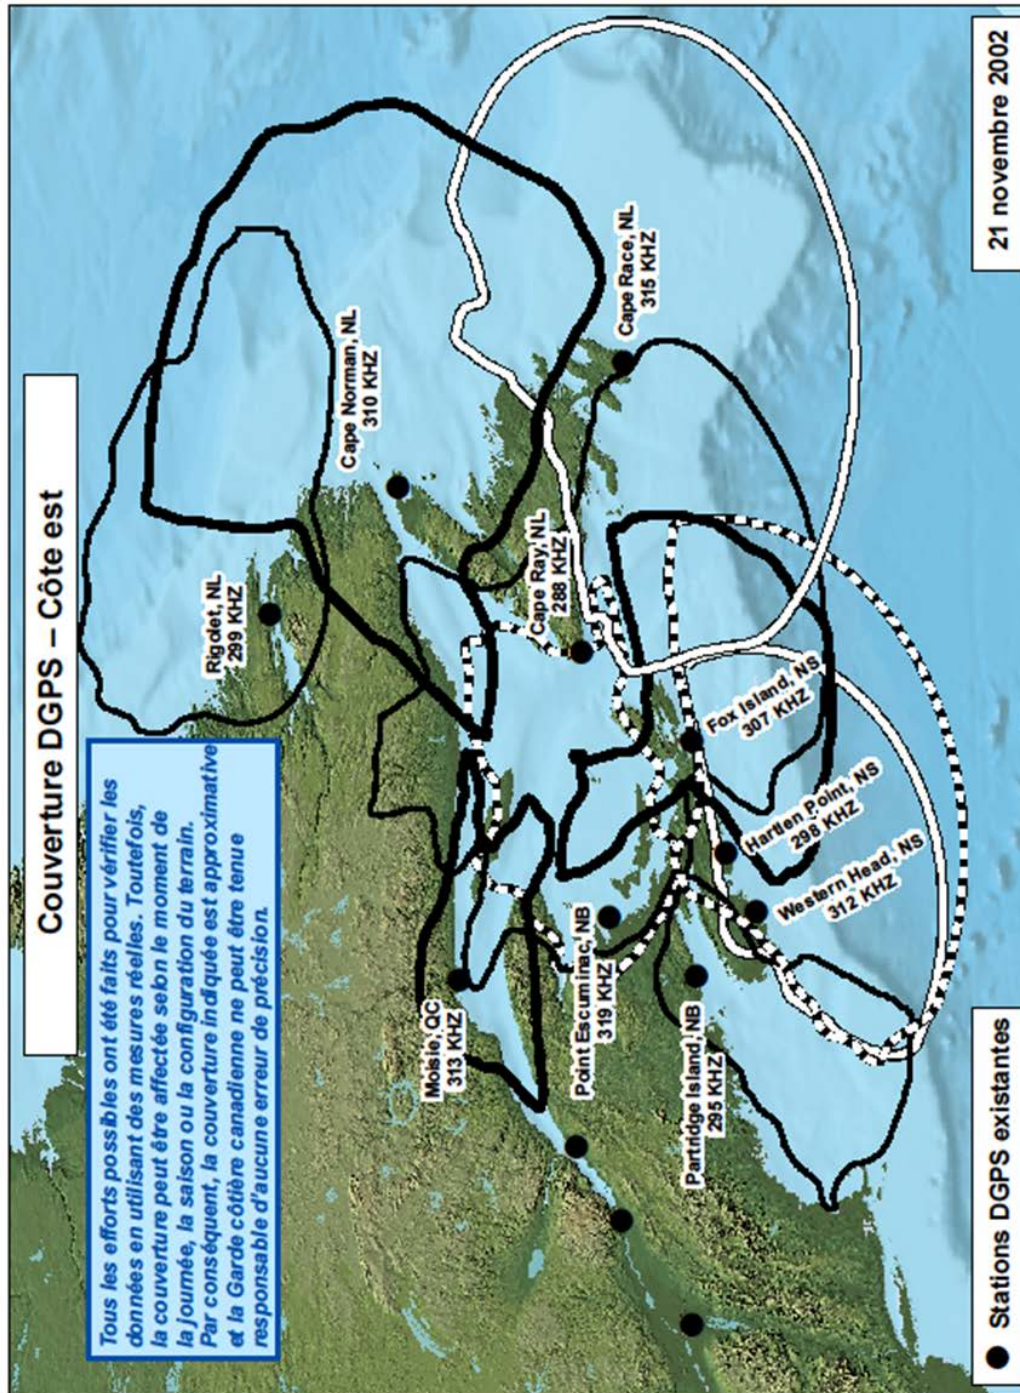 Couverture DGPS – Côte est
Tous les efforts possibles ont été faits pour vérifier les
données en utilisant des mesures réelles. Toutefois,
la couverture peut être affectée selon le moment de
la journée, la saison ou la configuration du terrain.
Par conséquent, la couverture indiquée est approximative
et la Garde côtière canadienne ne peut être tenue
responsable d'aucune erreur de précision.
Rigolet, NL
299 KHZ
Cape Norman, NL
310 KHZ
Moisie, QC
313 KHZ
Cape Ray, NL
288 KHZ
Cape Race, NL
315 KHZ
Point Escuminac, NB
319 KHZ
Partridge Island, NB
295 KHZ
Fox Island, NS
307 KHZ
Hartlen Point, NS
298 KHZ
Western Head, NS
312 KHZ
Stations DGPS existantes
21 novembre 2002